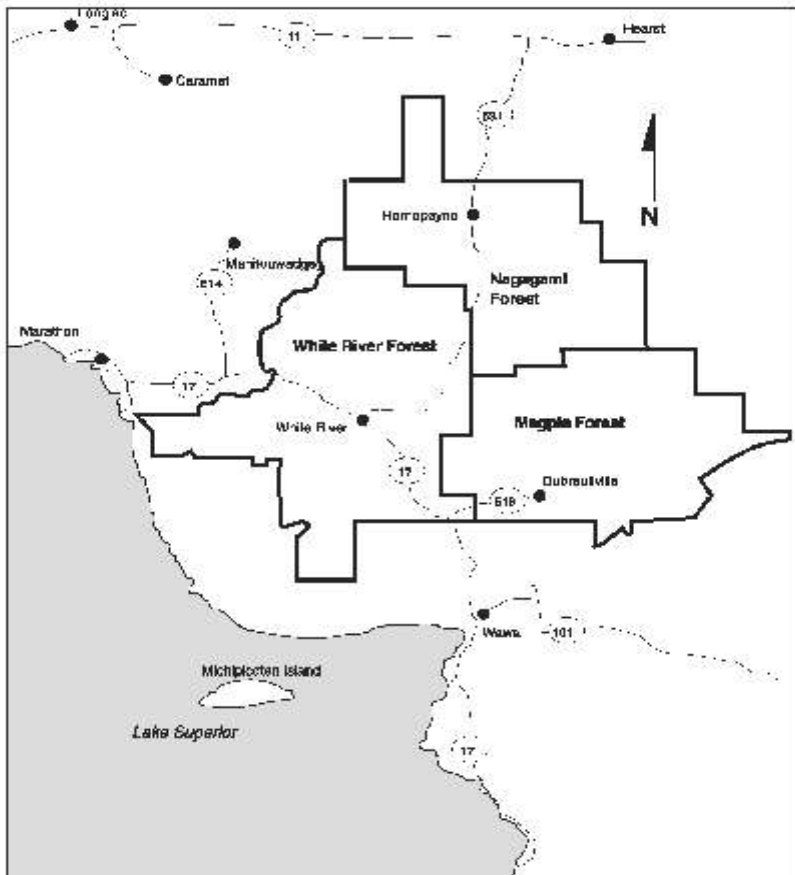 Longlac
11
Hearst
Caramat
631
Hornepayne
N
Manitouwadge
614
Nagagami
Forest
Marathon
White River Forest
17
White River
Magpie Forest
17
Dubreuilville
519
Wawa
101
Michipicoten Island
Lake Superior
17